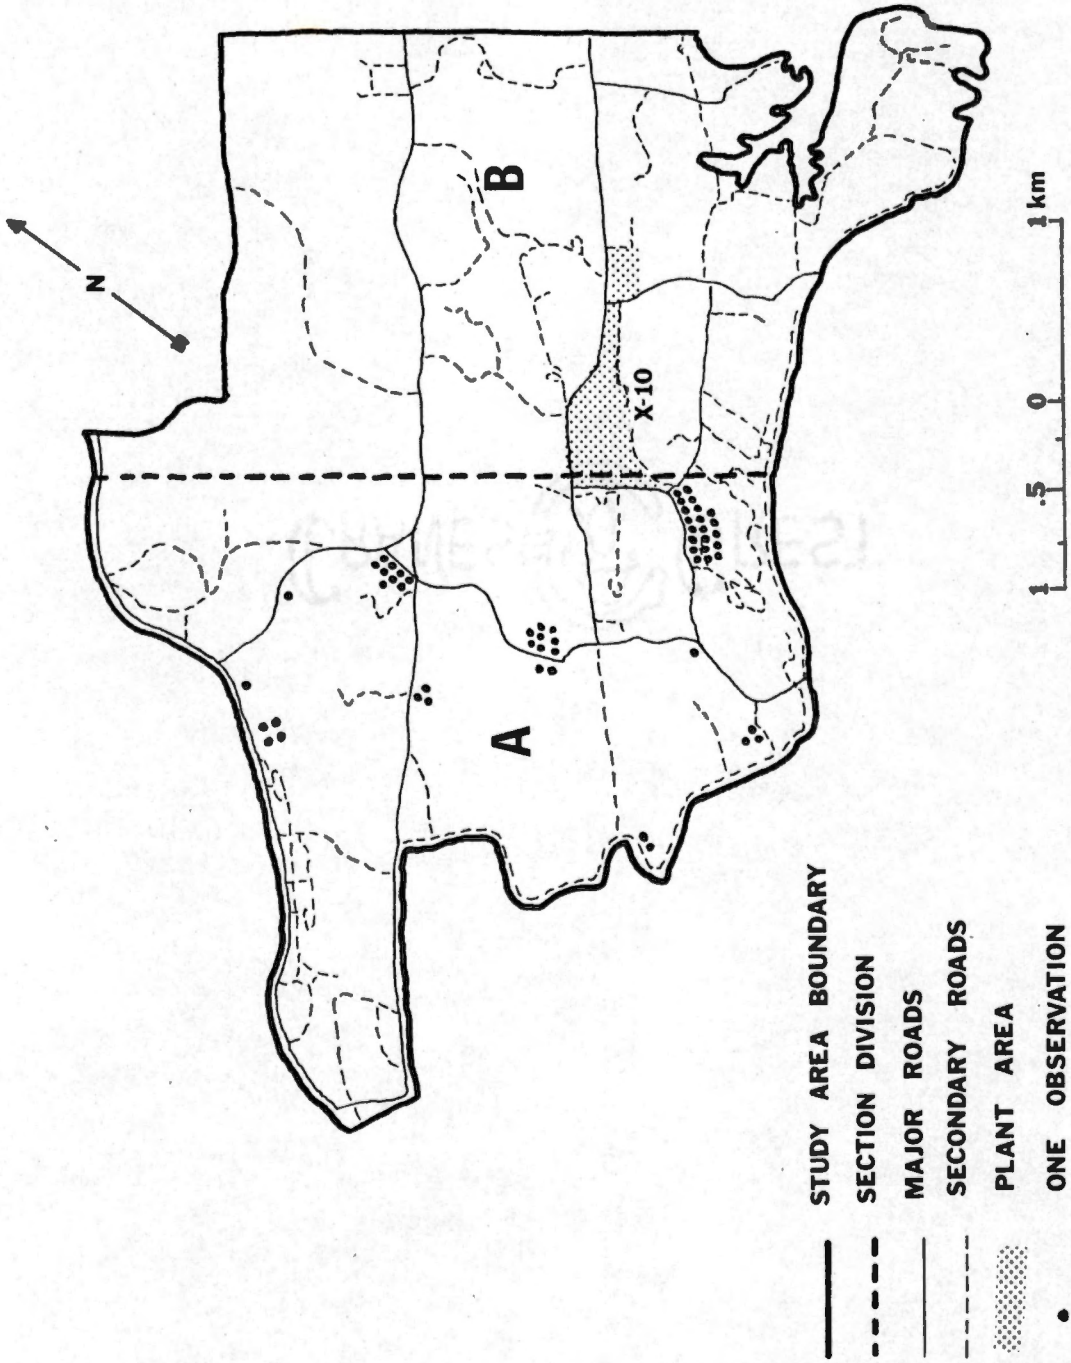 N
B
A
X-10
1 .5 0 1 km
STUDY AREA BOUNDARY
SECTION DIVISION
MAJOR ROADS
SECONDARY ROADS
PLANT AREA
ONE OBSERVATION